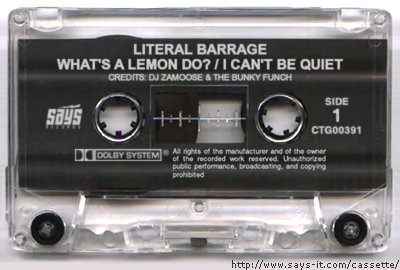 LITERAL BARRAGE
WHAT'S A LEMON DO? / I CAN'T BE QUIET
CREDITS: DJ ZAMOOSE & THE BUNKY FUNCH
says
RECORDS
SIDE
1
CTG00391
DOLBY SYSTEM®
All rights of the manufacturer and of the owner
of the recorded work reserved. Unauthorized
public performance, broadcasting, and copying
prohibited
http://www.says-it.com/cassette/